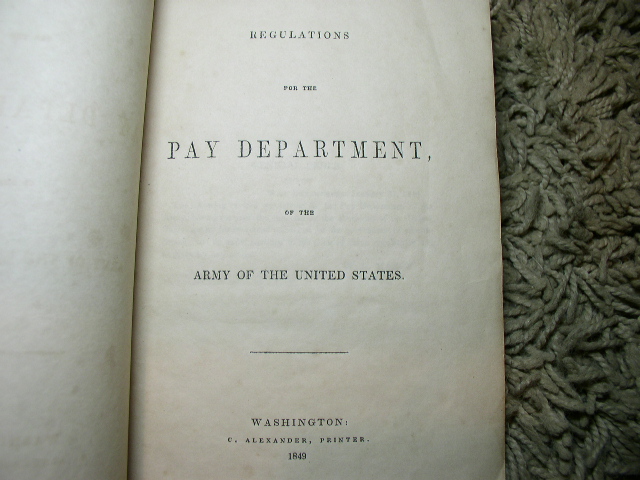 REGULATIONS
FOR THE
PAY DEPARTMENT,
OF THE
ARMY OF THE UNITED STATES.
WASHINGTON:
C. ALEXANDER, PRINTER.
1849